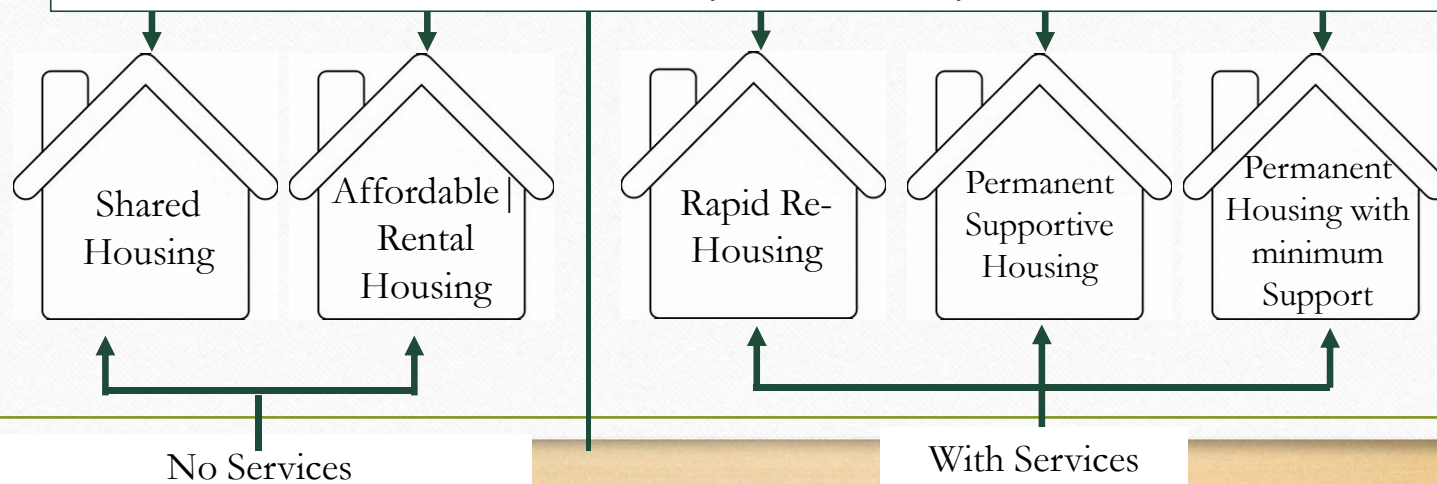 Shared
Housing
Affordable|
Rental
Housing
Rapid Re-
Housing
Permanent
Supportive
Housing
Permanent
Housing with
minimum
Support
No Services
With Services